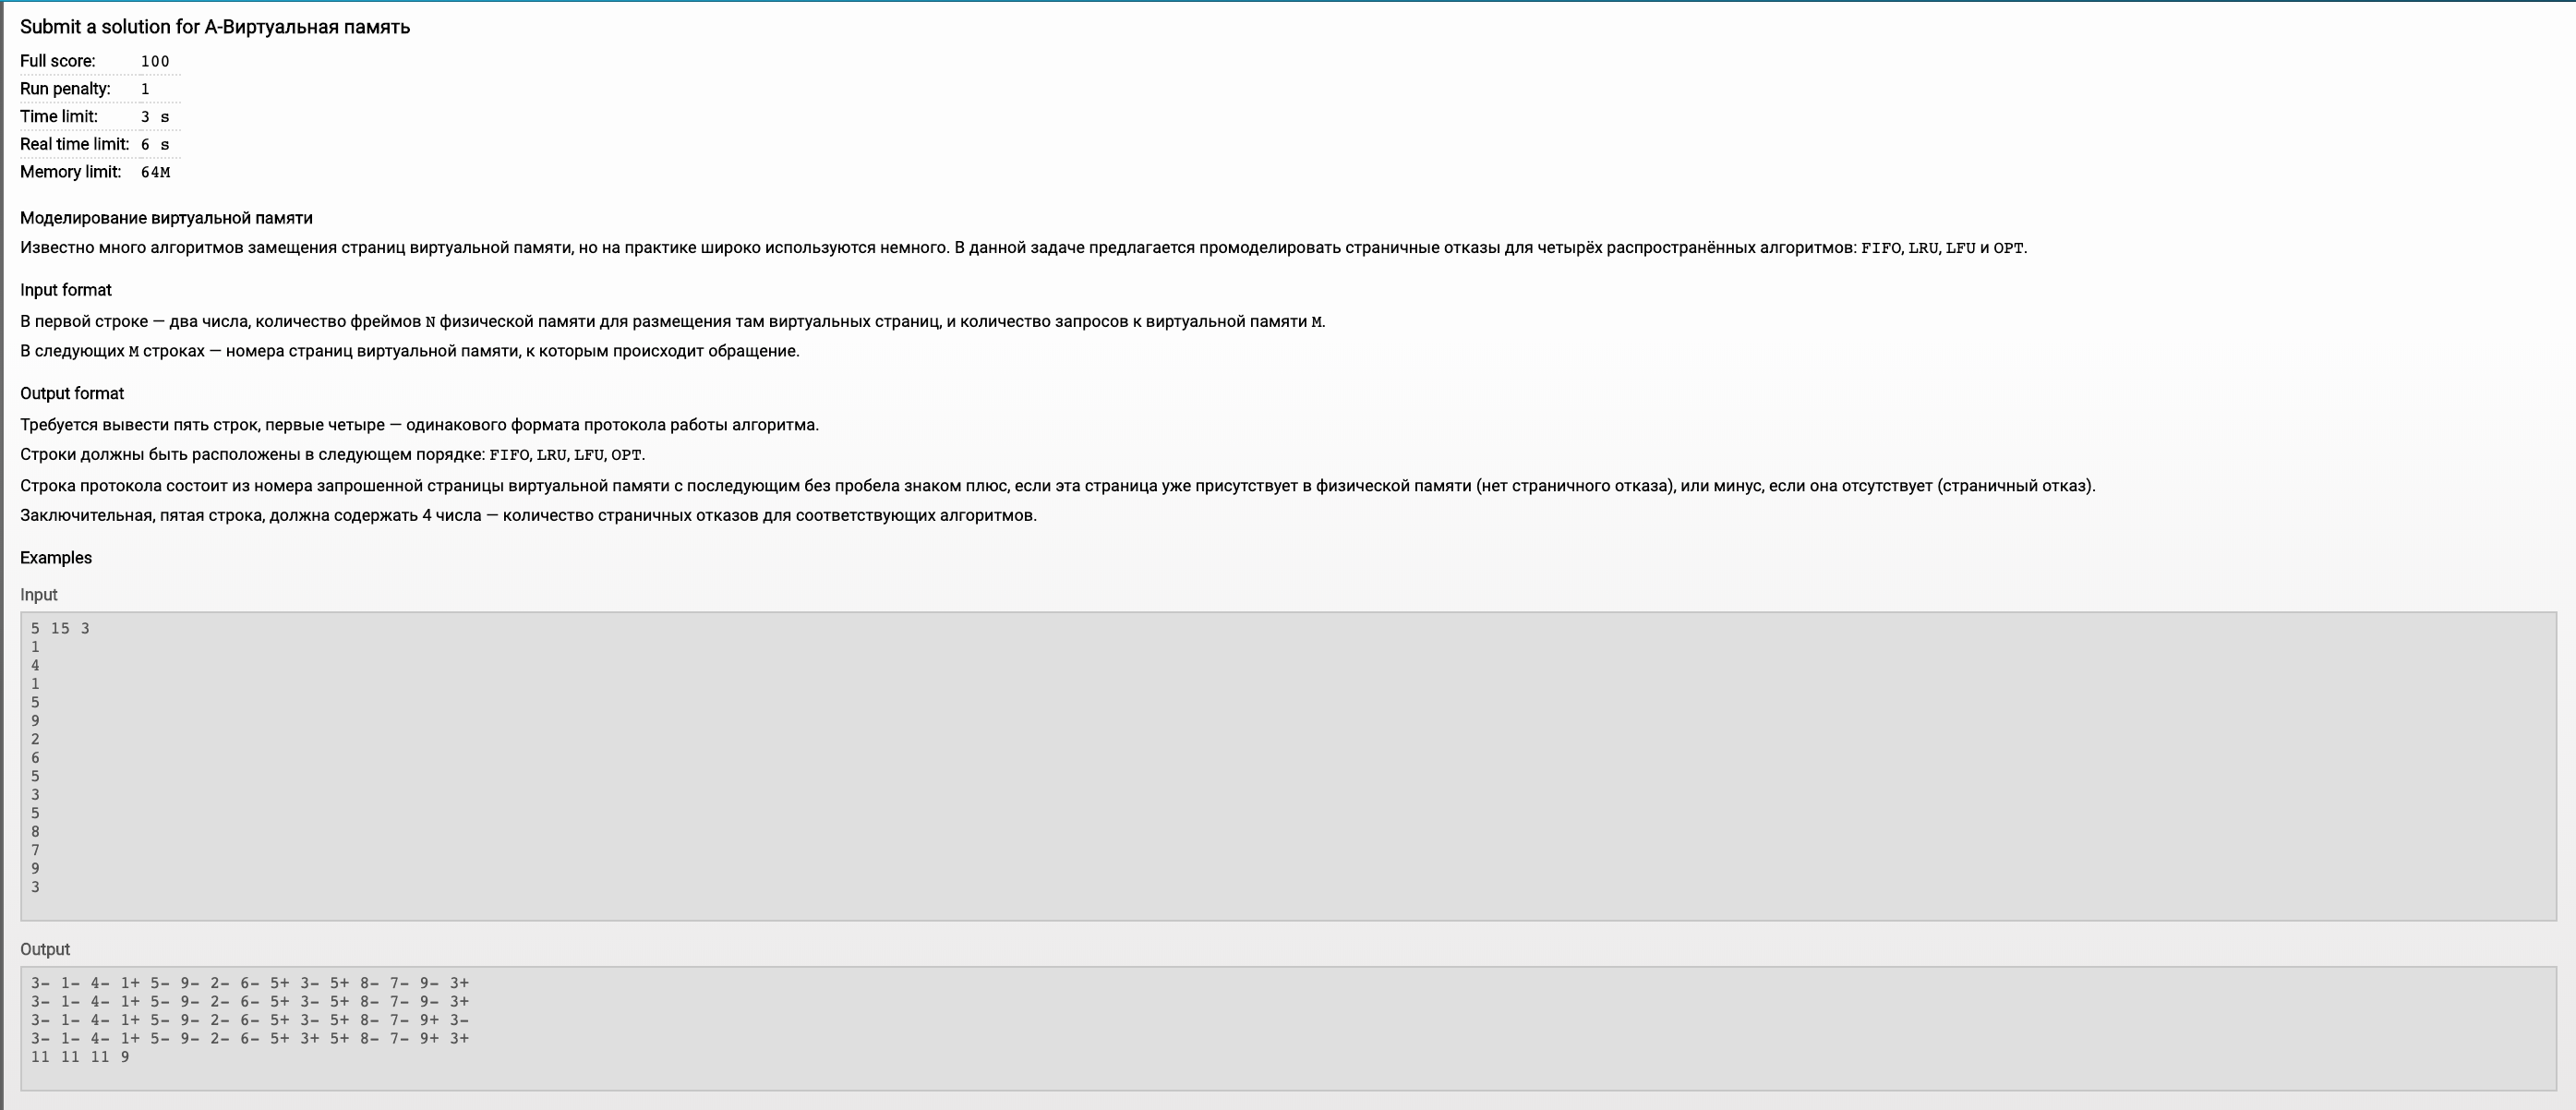 Submit a solution for A-Виртуальная память
Full score: 100
Run penalty: 1
Time limit: 3 s
Real time limit: 6 s
Memory limit: 64M
Моделирование виртуальной памяти
Известно много алгоритмов замещения страниц виртуальной памяти, но на практике широко используются немного. В данной задаче предлагается промоделировать страничные отказы для четырёх распространённых алгоритмов: FIFO, LRU, LFU и OPT.
Input format
В первой строке — два числа, количество фреймов N физической памяти для размещения там виртуальных страниц, и количество запросов к виртуальной памяти M.
В следующих M строках — номера страниц виртуальной памяти, к которым происходит обращение.
Output format
Требуется вывести пять строк, первые четыре — одинакового формата протокола работы алгоритма.
Строки должны быть расположены в следующем порядке: FIFO, LRU, LFU, OPT.
Строка протокола состоит из номера запрошенной страницы виртуальной памяти с последующим без пробела знаком плюс, если эта страница уже присутствует в физической памяти (нет страничного отказа), или минус, если она отсутствует (страничный отказ).
Заключительная, пятая строка, должна содержать 4 числа — количество страничных отказов для соответствующих алгоритмов.
Examples
Input
5 15 3
1
4
1
5
9
2
6
5
3
5
8
7
9
3
Output
3- 1- 4- 1+ 5- 9- 2- 6- 5+ 3- 5+ 8- 7- 9- 3+
3- 1- 4- 1+ 5- 9- 2- 6- 5+ 3- 5+ 8- 7- 9- 3+
3- 1- 4- 1+ 5- 9- 2- 6- 5+ 3- 5+ 8- 7- 9+ 3-
3- 1- 4- 1+ 5- 9- 2- 6- 5+ 3+ 5+ 8- 7- 9+ 3+
11 11 11 9